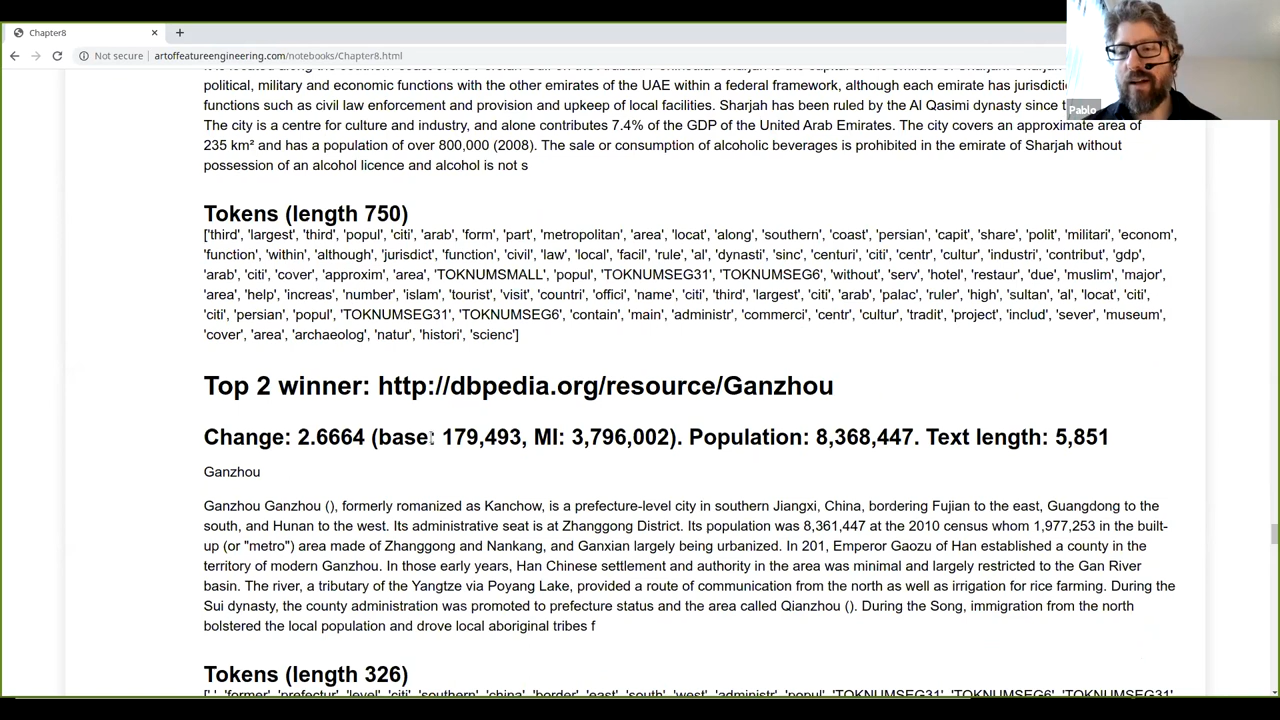 Chapter8
Not secure
artoffeatureengineering.com/notebooks/Chapter8.html
Pablo
political, military and economic functions with the other emirates of the UAE within a federal framework, although each emirate has jurisdic
functions such as civil law enforcement and provision and upkeep of local facilities. Sharjah has been ruled by the Al Qasimi dynasty since t
The city is a centre for culture and industry, and alone contributes 7.4% of the GDP of the United Arab Emirates. The city covers an approximate area of
235 km² and has a population of over 800,000 (2008). The sale or consumption of alcoholic beverages is prohibited in the emirate of Sharjah without
possession of an alcohol licence and alcohol is not s
Tokens (length 750)
['third', 'largest', 'third', 'popul', 'citi', 'arab', 'form', 'part', 'metropolitan', 'area', 'locat', 'along', 'southern', 'coast', 'persian', 'capit', 'share', 'polit', 'militari', 'econom',
'function', 'within', 'although', 'jurisdict', 'function', 'civil', 'law', 'local', 'facil', 'rule', 'al', 'dynasti', 'sinc', 'centuri', 'citi', 'centr', 'cultur', 'industri', 'contribut', 'gdp',
'arab', 'citi', 'cover', 'approxim', 'area', 'TOKNUMSMALL', 'popul', 'TOKNUMSEG31', 'TOKNUMSEG6', 'without', 'serv', 'hotel', 'restaur', 'due', 'muslim', 'major',
'area', 'help', 'increas', 'number', 'islam', 'tourist', 'visit', 'countri', 'offici', 'name', 'citi', 'third', 'largest', 'citi', 'arab', 'palac', 'ruler', 'high', 'sultan', 'al', 'locat', 'citi',
'citi', 'persian', 'popul', 'TOKNUMSEG31', 'TOKNUMSEG6', 'contain', 'main', 'administr', 'commerci', 'centr', 'cultur', 'tradit', 'project', 'includ', 'sever', 'museum',
'cover', 'area', 'archaeolog', 'natur', 'histori', 'scienc']
Top 2 winner: http://dbpedia.org/resource/Ganzhou
Change: 2.6664 (base: 179,493, MI: 3,796,002). Population: 8,368,447. Text length: 5,851
Ganzhou
Ganzhou Ganzhou (), formerly romanized as Kanchow, is a prefecture-level city in southern Jiangxi, China, bordering Fujian to the east, Guangdong to the
south, and Hunan to the west. Its administrative seat is at Zhanggong District. Its population was 8,361,447 at the 2010 census whom 1,977,253 in the built-
up (or "metro") area made of Zhanggong and Nankang, and Ganxian largely being urbanized. In 201, Emperor Gaozu of Han established a county in the
territory of modern Ganzhou. In those early years, Han Chinese settlement and authority in the area was minimal and largely restricted to the Gan River
basin. The river, a tributary of the Yangtze via Poyang Lake, provided a route of communication from the north as well as irrigation for rice farming. During the
Sui dynasty, the county administration was promoted to prefecture status and the area called Qianzhou (). During the Song, immigration from the north
bolstered the local population and drove local aboriginal tribes f
Tokens (length 326)
[',', 'former', 'prefectur', 'level', 'citi', 'southern', 'china', 'border', 'east', 'south', 'west', 'administr', 'popul', 'TOKNUMSEG31', 'TOKNUMSEG6', 'TOKNUMSEG31'